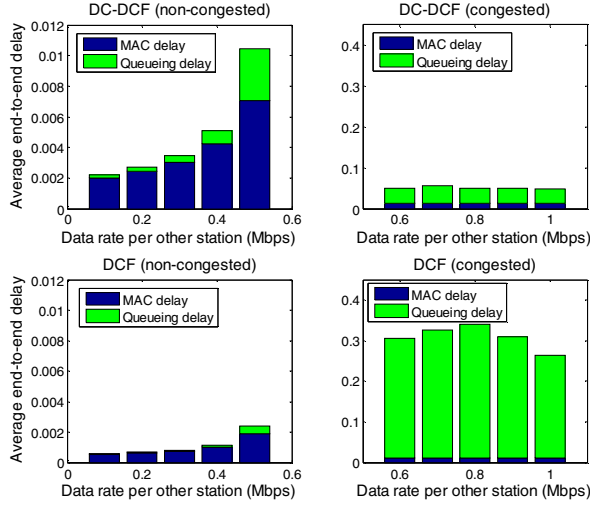 DC-DCF (non-congested)
Average end-to-end delay
0.012
0.01
0.008
0.006
0.004
0.002
0
MAC delay
Queueing delay
0 0.2 0.4 0.6
Data rate per other station (Mbps)
DC-DCF (congested)
0.4
0.3
0.2
0.1
0
MAC delay
Queueing delay
0.6 0.8 1
Data rate per other station (Mbps)
DCF (non-congested)
Average end-to-end delay
0.012
0.01
0.008
0.006
0.004
0.002
0
MAC delay
Queueing delay
0 0.2 0.4 0.6
Data rate per other station (Mbps)
DCF (congested)
0.4
0.3
0.2
0.1
0
MAC delay
Queueing delay
0.6 0.8 1
Data rate per other station (Mbps)